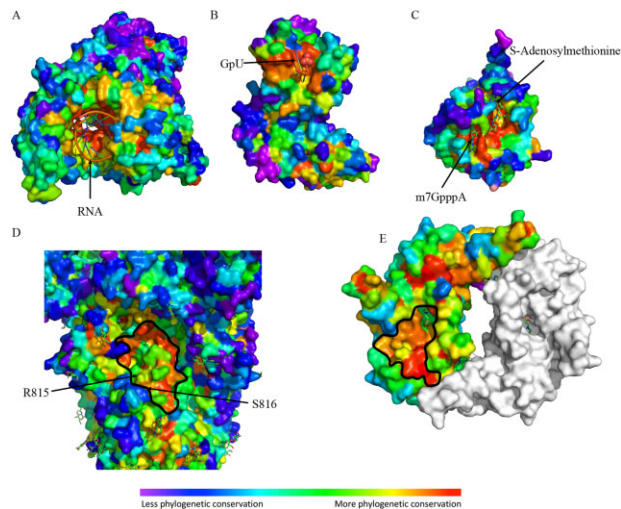 A
B
C
S-Adenosylmethionine
GpU
m7GpppA
RNA
D
E
R815
S816
Less phylogenetic conservation
More phylogenetic conservation